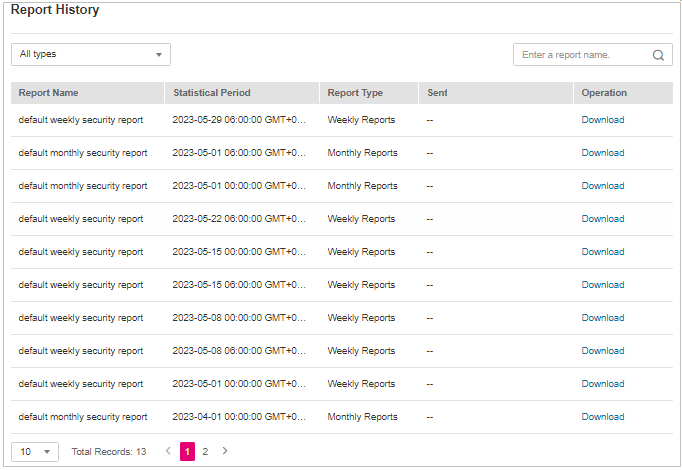 Report History
All types
Enter a report name.
Report Name Statistical Period Report Type Sent Operation
default weekly security report 2023-05-29 06:00:00 GMT+0... Weekly Reports -- Download
default monthly security report 2023-05-01 06:00:00 GMT+0... Monthly Reports -- Download
default monthly security report 2023-05-01 00:00:00 GMT+0... Monthly Reports -- Download
default weekly security report 2023-05-22 06:00:00 GMT+0... Weekly Reports -- Download
default weekly security report 2023-05-15 00:00:00 GMT+0... Weekly Reports -- Download
default weekly security report 2023-05-15 06:00:00 GMT+0... Weekly Reports -- Download
default weekly security report 2023-05-08 00:00:00 GMT+0... Weekly Reports -- Download
default weekly security report 2023-05-08 06:00:00 GMT+0... Weekly Reports -- Download
default weekly security report 2023-05-01 00:00:00 GMT+0... Weekly Reports -- Download
default monthly security report 2023-04-01 00:00:00 GMT+0... Monthly Reports -- Download
10 Total Records: 13 < 1 2 >